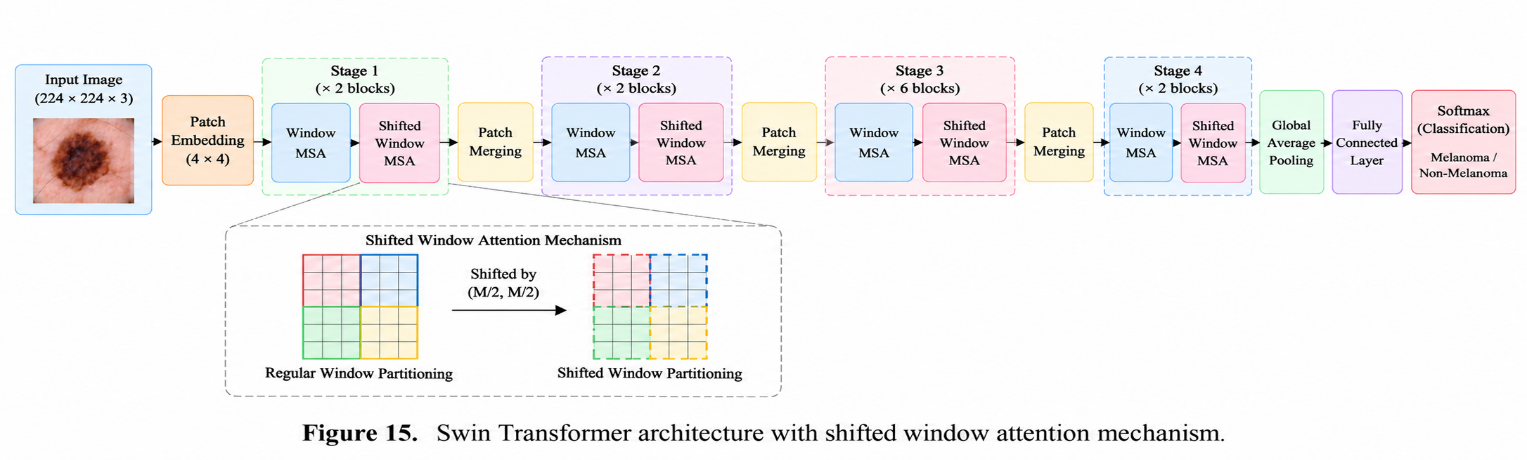 Input Image
(224 × 224 × 3)
Patch
Embedding
(4 × 4)
Stage 1
(× 2 blocks)
Window
MSA
Shifted
Window
MSA
Patch
Merging
Stage 2
(× 2 blocks)
Window
MSA
Shifted
Window
MSA
Patch
Merging
Stage 3
(× 6 blocks)
Window
MSA
Shifted
Window
MSA
Patch
Merging
Stage 4
(× 2 blocks)
Window
MSA
Shifted
Window
MSA
Global
Average
Pooling
Fully
Connected
Layer
Softmax
(Classification)
Melanoma /
Non-Melanoma
Shifted Window Attention Mechanism
Shifted by
(M/2, M/2)
Regular Window Partitioning
Shifted Window Partitioning
Figure 15. Swin Transformer architecture with shifted window attention mechanism.